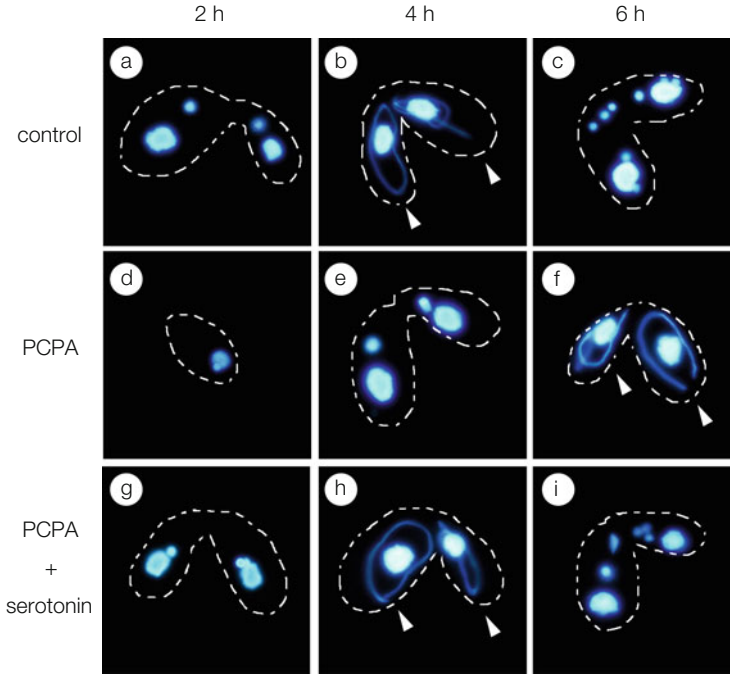 2 h 4 h 6 h
a b c
control
d e f
PCPA
g h i
PCPA
+
serotonin